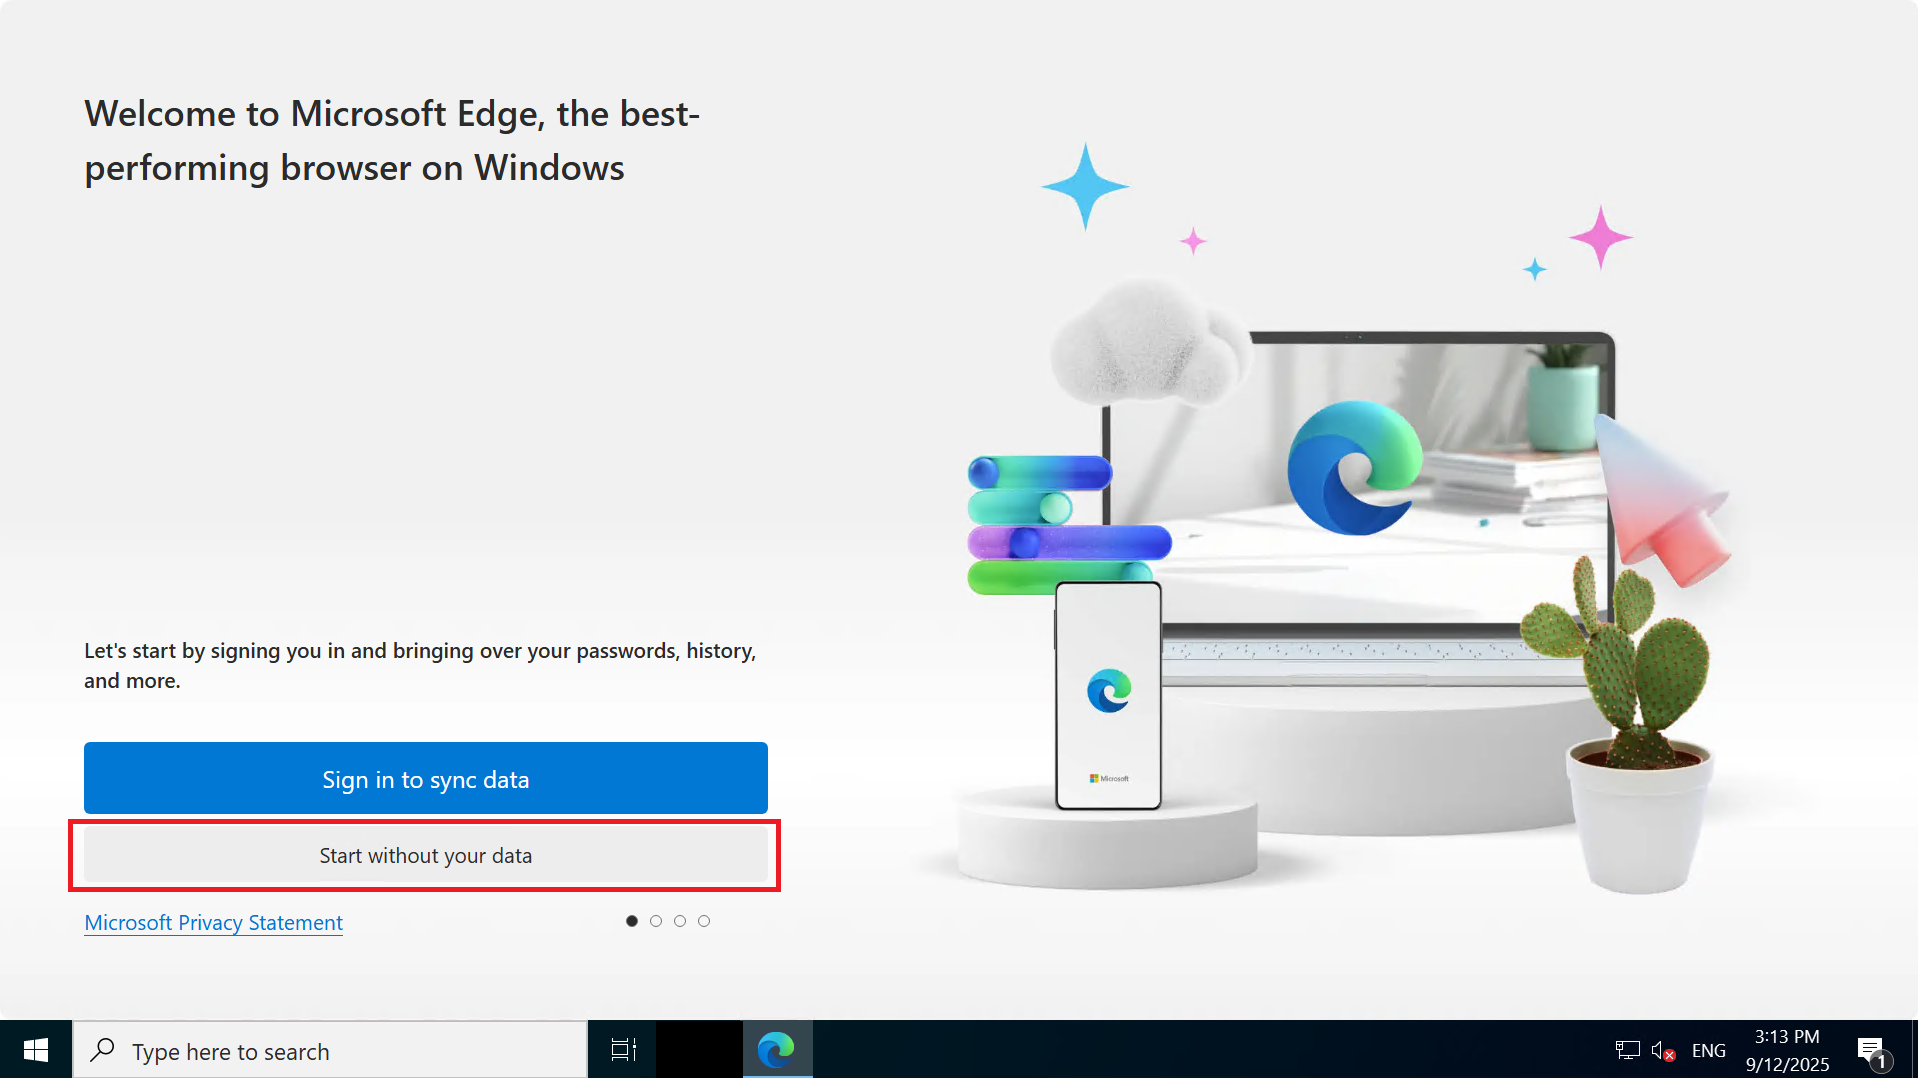 Welcome to Microsoft Edge, the best-
performing browser on Windows
Let's start by signing you in and bringing over your passwords, history,
and more.
Sign in to sync data
Start without your data
Microsoft Privacy Statement
Microsoft
Type here to search
ENG
3:13 PM
9/12/2025
1